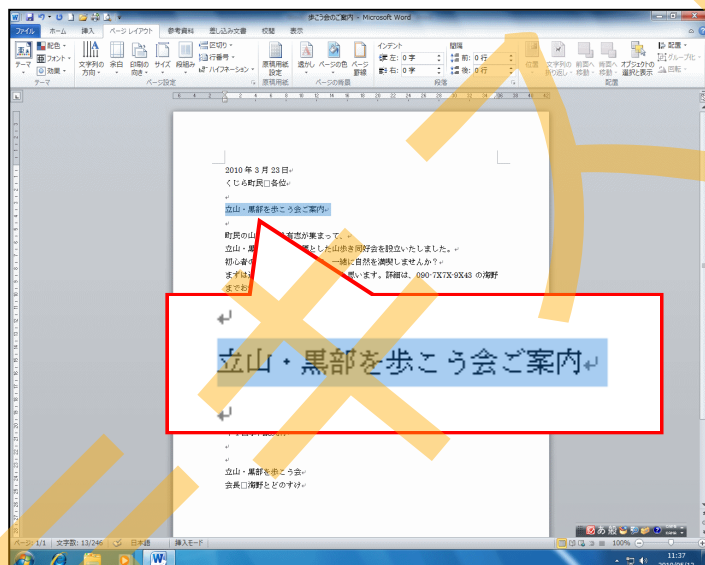 歩こう会のご案内 - Microsoft Word
ファイル ホーム 挿入 ページ レイアウト 参考資料 差し込み文書 校閲 表示
テーマ 配色 フォント 効果
文字列の方向 余白 印刷の向き サイズ 段組み 区切り 行番号 ハイフネーション
原稿用紙設定 透かし ページの色 ページ罫線
インデント 間隔
左: 0 字 前: 0 行
右: 0 字 後: 0 行
位置 文字列の折り返し 前面へ移動 背面へ移動 オブジェクトの選択と表示 配置 グループ化 回転
テーマ ページ設定 原稿用紙 ページの背景 段落 配置
2010 年 3 月 23 日
くじら町民□各位
立山・黒部を歩こう会ご案内
町民の山 有志が集まって、
立山・黒 とした山歩き同好会を設立いたしました。
初心者の 一緒に自然を満喫しませんか？
まずは 思います。詳細は、090-7X7X-9X43 の海野
までお
立山・黒部を歩こう会ご案内
立山・黒部を歩こう会
会長□海野とどのすけ
ページ: 1/1 文字数: 13/246 日本語 挿入モード 100%
あ 般
11:37
2010/05/12